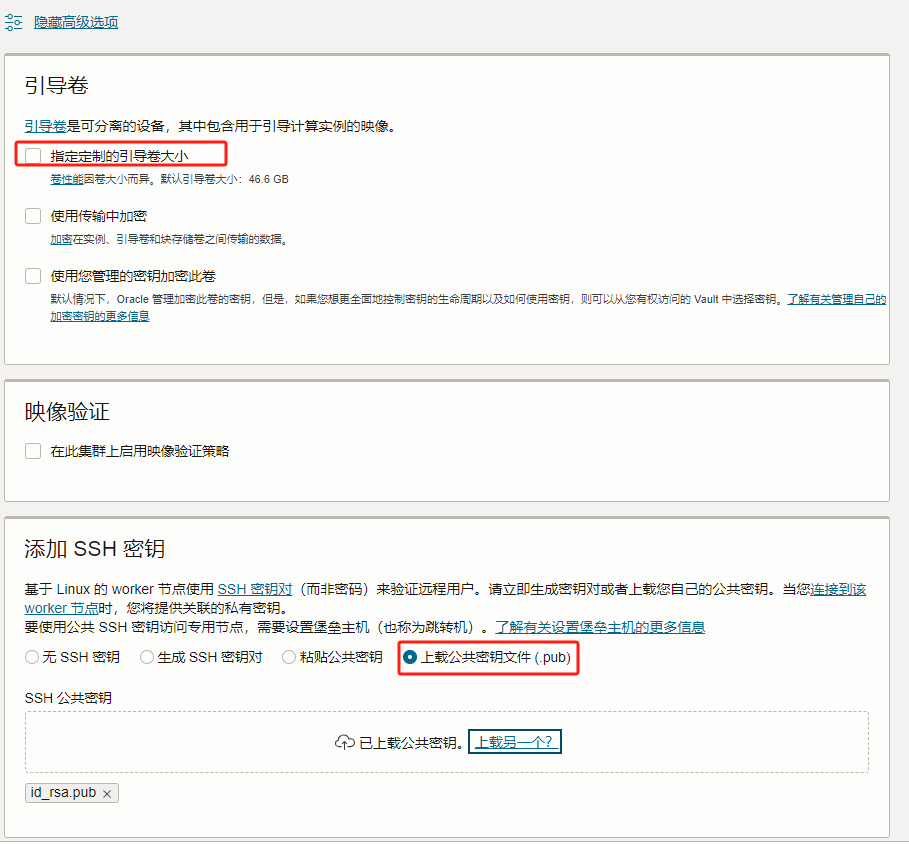 隐藏高级选项
引导卷
引导卷是可分离的设备，其中包含用于引导计算实例的映像。
指定定制的引导卷大小
卷性能因卷大小而异。默认引导卷大小：46.6 GB
使用传输中加密
加密在实例、引导卷和块存储卷之间传输的数据。
使用您管理的密钥加密此卷
默认情况下，Oracle 管理加密此卷的密钥，但是，如果您想更全面地控制密钥的生命周期以及如何使用密钥，则可以从您有权访问的 Vault 中选择密钥。了解有关管理自己的
加密密钥的更多信息
映像验证
在此集群上启用映像验证策略
添加 SSH 密钥
基于 Linux 的 worker 节点使用 SSH 密钥对（而非密码）来验证远程用户。请立即生成密钥对或者上载您自己的公共密钥。当您连接到该
worker 节点时，您将提供关联的私有密钥。
要使用公共 SSH 密钥访问专用节点，需要设置堡垒主机（也称为跳转机）。了解有关设置堡垒主机的更多信息
无 SSH 密钥 生成 SSH 密钥对 粘贴公共密钥 上载公共密钥文件 (.pub)
SSH 公共密钥
已上载公共密钥。 上载另一个？
id_rsa.pub ×